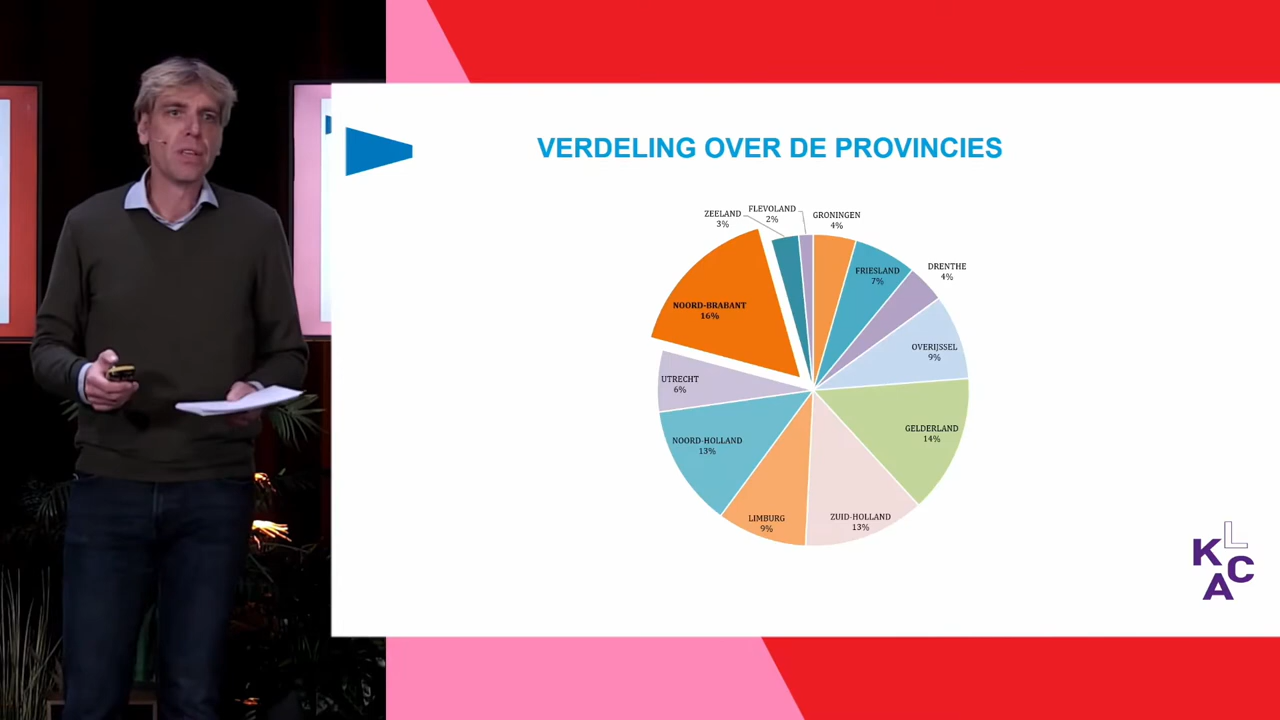 VERDELING OVER DE PROVINCIES
ZEELAND
3%
FLEVOLAND
2%
GRONINGEN
4%
FRIESLAND
7%
DRENTHE
4%
OVERIJSSEL
9%
GELDERLAND
14%
ZUID-HOLLAND
13%
LIMBURG
9%
NOORD-HOLLAND
13%
UTRECHT
6%
NOORD-BRABANT
16%
KLCA